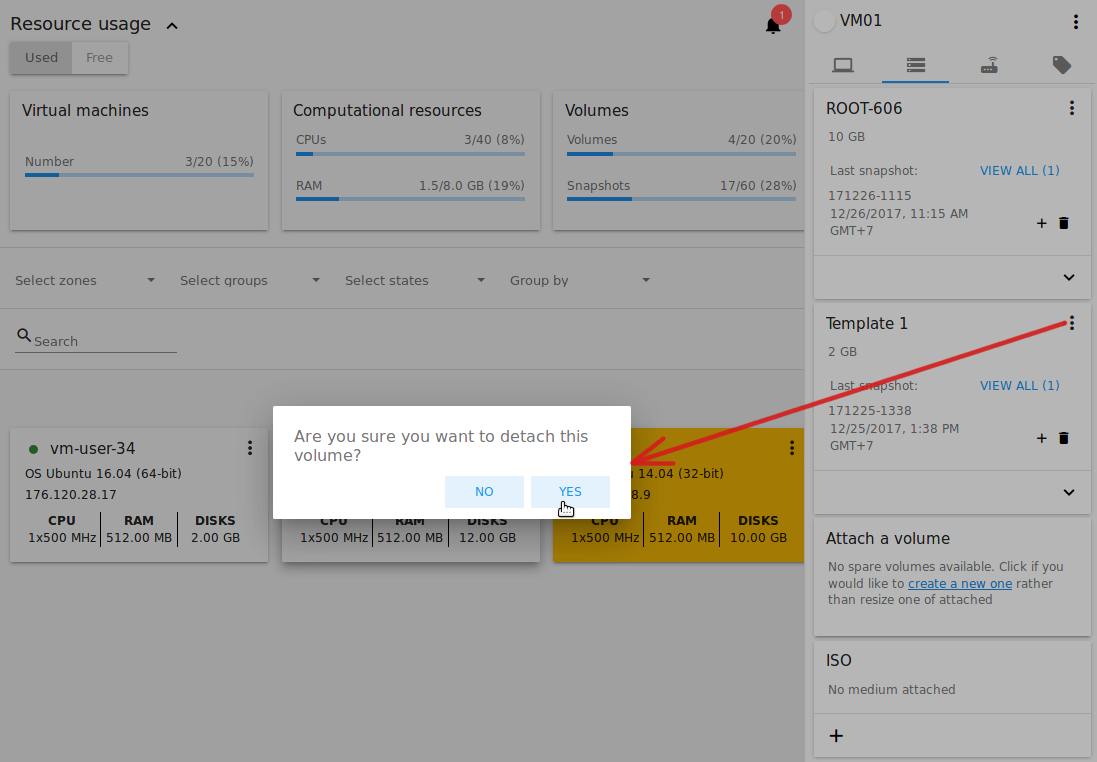 Resource usage
1
Used
Free
Virtual machines
Number 3/20 (15%)
Computational resources
CPUs 3/40 (8%)
RAM 1.5/8.0 GB (19%)
Volumes
Volumes 4/20 (20%)
Snapshots 17/60 (28%)
Select zones
Select groups
Select states
Group by
Search
vm-user-34
OS Ubuntu 16.04 (64-bit)
176.120.28.17
CPU RAM DISKS
1x500 MHz 512.00 MB 2.00 GB
Are you sure you want to detach this
volume?
NO
YES
CPU RAM DISKS
1x500 MHz 512.00 MB 12.00 GB
14.04 (32-bit)
8.9
CPU RAM DISKS
1x500 MHz 512.00 MB 10.00 GB
VM01
ROOT-606
10 GB
Last snapshot: VIEW ALL (1)
171226-1115
12/26/2017, 11:15 AM
GMT+7
Template 1
2 GB
Last snapshot: VIEW ALL (1)
171225-1338
12/25/2017, 1:38 PM
GMT+7
Attach a volume
No spare volumes available. Click if you
would like to create a new one rather
than resize one of attached
ISO
No medium attached